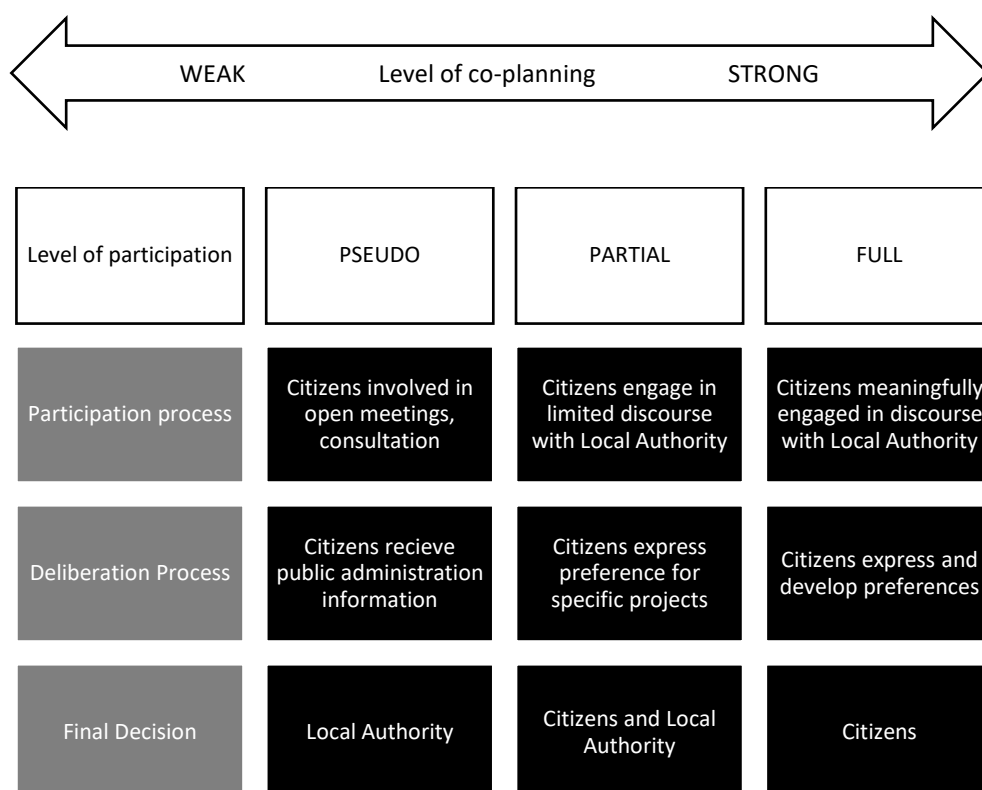 WEAK Level of co-planning STRONG
Level of participation
PSEUDO
PARTIAL
FULL
Participation process
Citizens involved in
open meetings,
consultation
Citizens engage in
limited discourse
with Local Authority
Citizens meaningfully
engaged in discourse
with Local Authority
Deliberation Process
Citizens recieve
public administration
information
Citizens express
preference for
specific projects
Citizens express and
develop preferences
Final Decision
Local Authority
Citizens and Local
Authority
Citizens